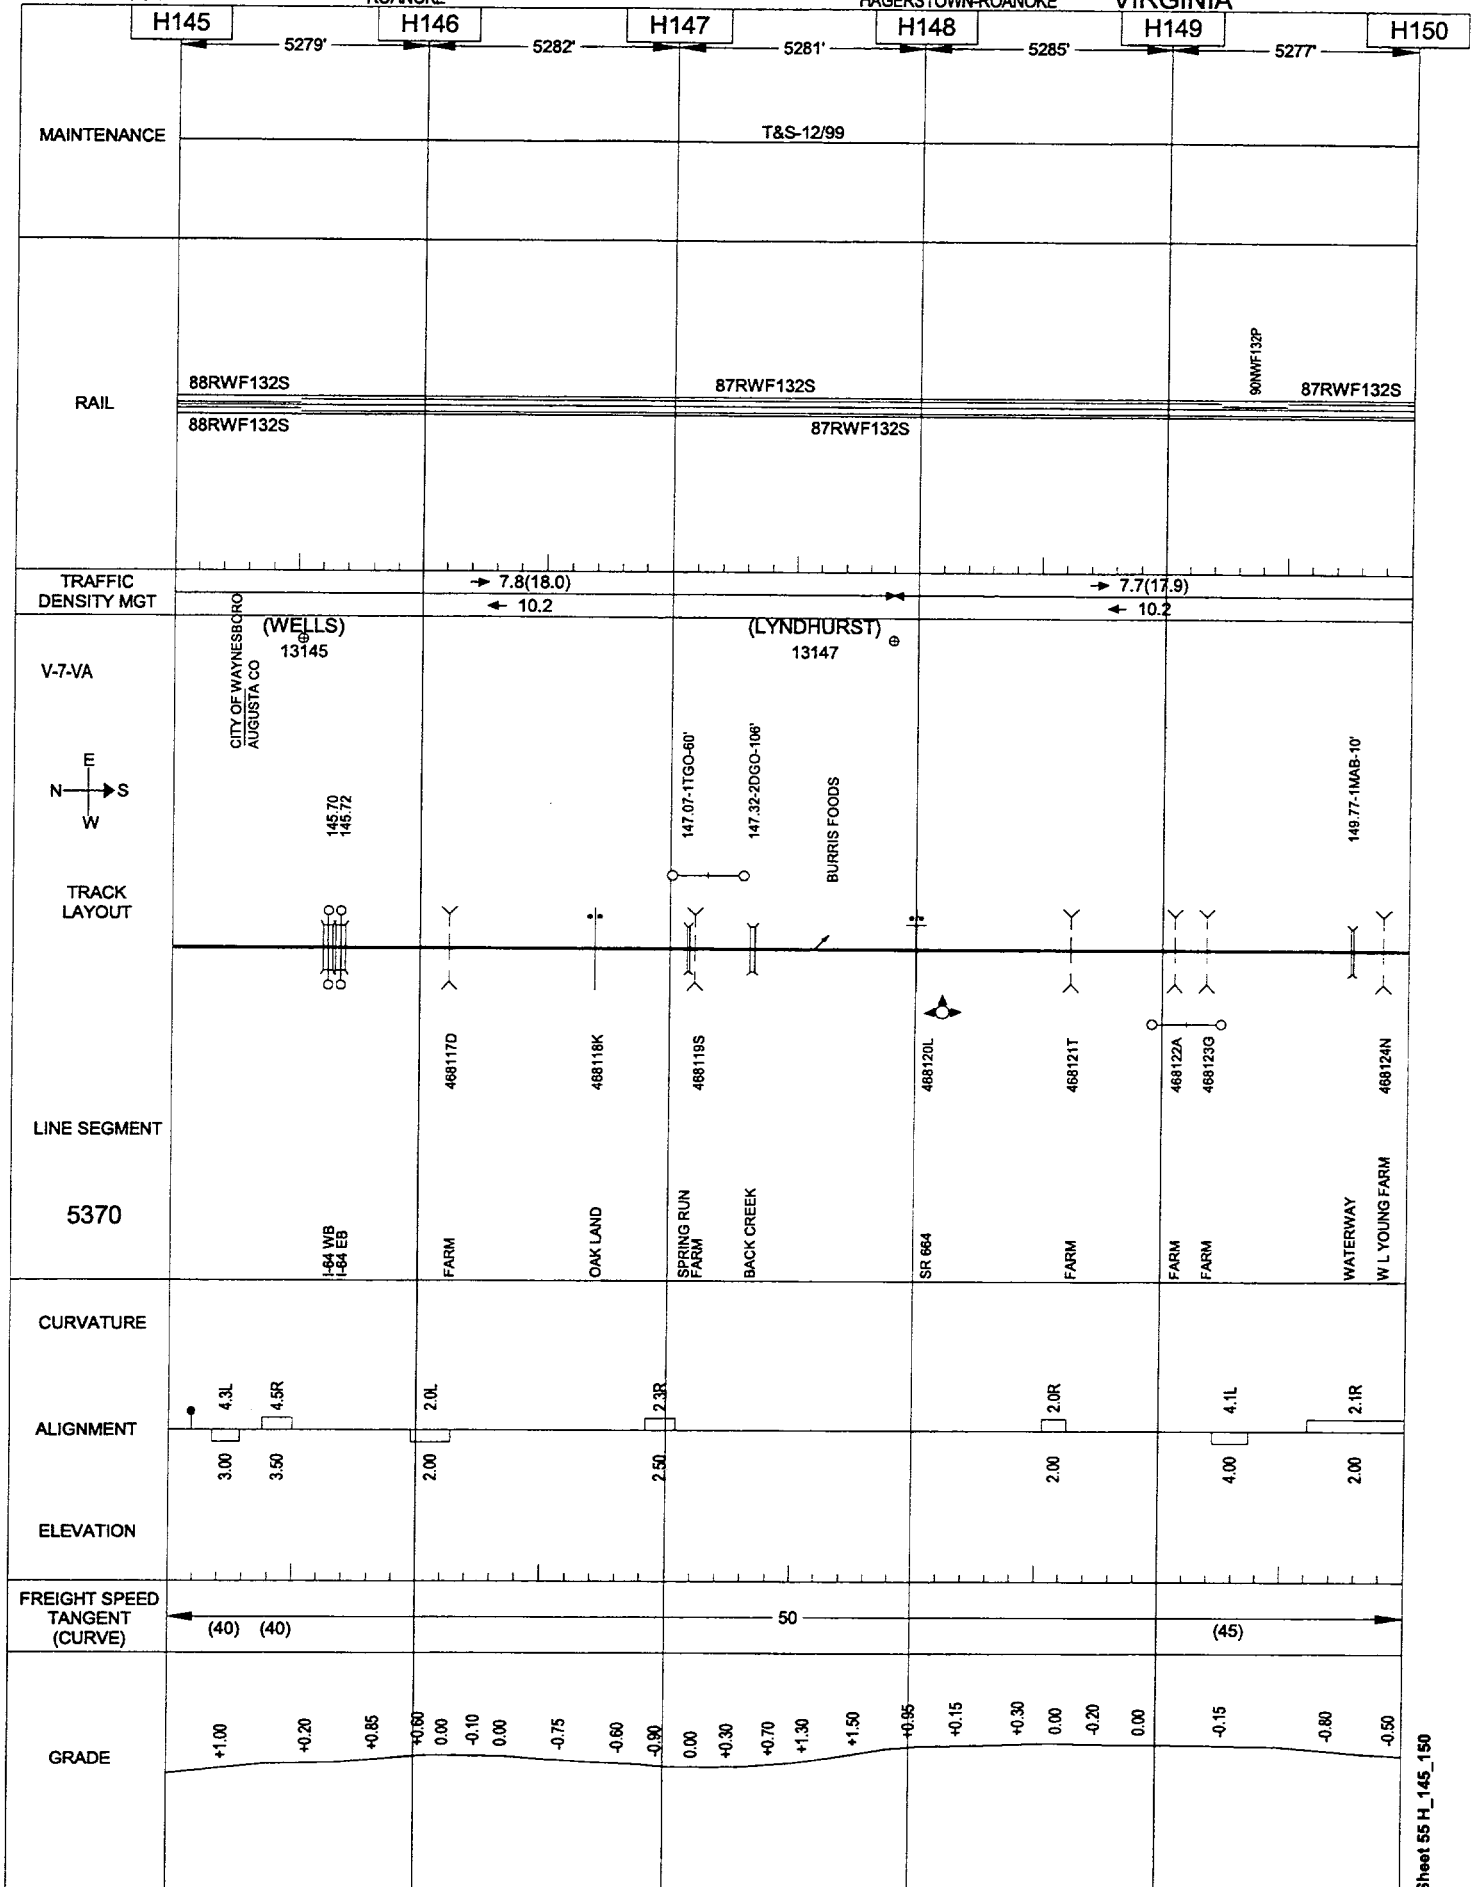 ROANOKE
HAGERSTOWN-ROANOKE VIRGINIA
H145 H146 H147 H148 H149 H150
5279' 5282' 5281' 5285' 5277'
MAINTENANCE
T&S-12/99
RAIL
88RWF132S 87RWF132S 90NWF132P 87RWF132S
88RWF132S 87RWF132S
TRAFFIC
DENSITY MGT
→ 7.8(18.0) → 7.7(17.9)
← 10.2 ← 10.2
V-7-VA
CITY OF WAYNESBORO
AUGUSTA CO
(WELLS)
13145
(LYNDHURST)
13147
E
N S
W
TRACK
LAYOUT
145.70
145.72
147.07-1TGO-60'
147.32-2DGO-106'
BURRIS FOODS
149.77-1MAB-10'
468117D
468118K
468119S
468120L
468121T
468122A
468123G
468124N
LINE SEGMENT
5370
I-64 WB
I-64 EB
FARM
OAK LAND
SPRING RUN
FARM
BACK CREEK
SR 664
FARM
FARM
FARM
WATERWAY
W L YOUNG FARM
CURVATURE
4.3L 4.5R 2.0L 2.3R 2.0R 4.1L 2.1R
ALIGNMENT
3.00 3.50 2.00 2.50 2.00 4.00 2.00
ELEVATION
FREIGHT SPEED
TANGENT
(CURVE)
50
(40) (40) (45)
GRADE
+1.00 +0.20 +0.85 +0.60 0.00 -0.10 0.00 -0.75 -0.60 -0.90 0.00 +0.30 +0.70 +1.30 +1.50 +0.95 +0.15 +0.30 0.00 -0.20 0.00 -0.15 -0.80 -0.50
Sheet 55 H_145_150